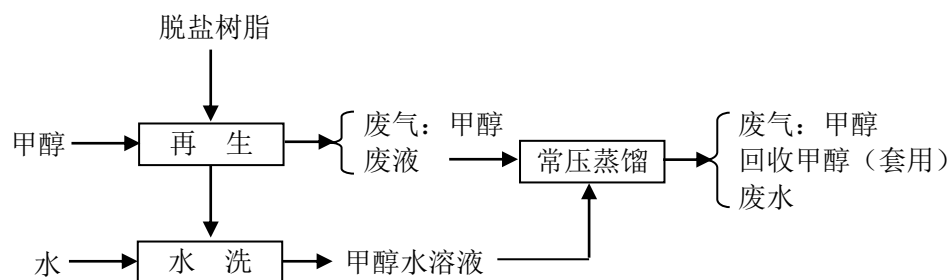 脱盐树脂
甲醇
再 生
废气：甲醇
废液
常压蒸馏
废气：甲醇
回收甲醇（套用）
废水
水
水 洗
甲醇水溶液